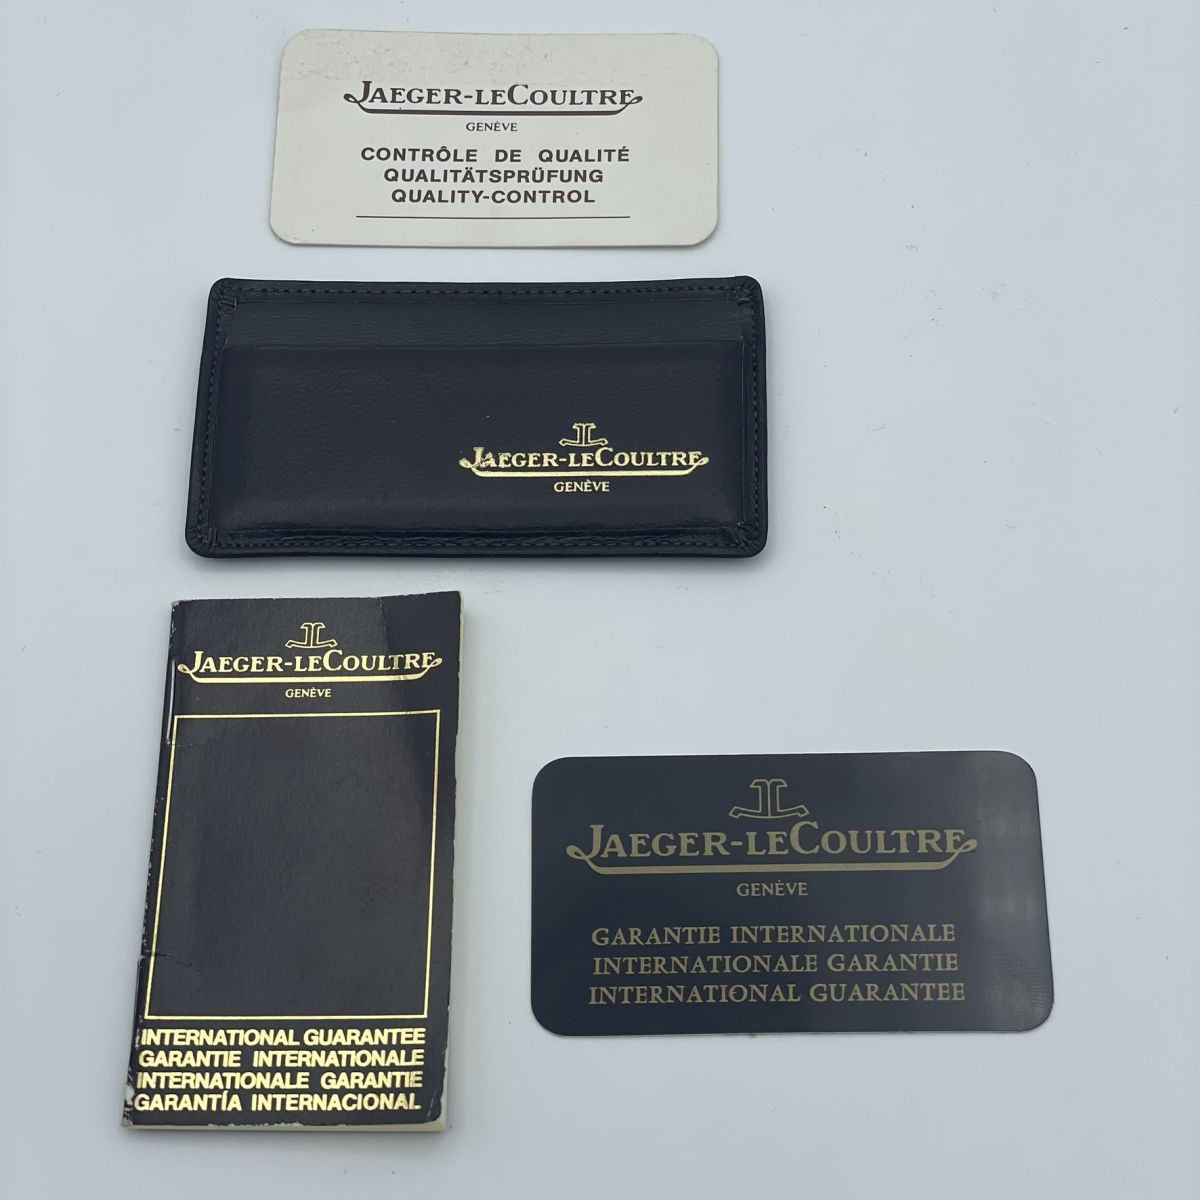 JAEGER-LECOULTRE
GENÈVE
CONTRÔLE DE QUALITÉ
QUALITÄTSPRÜFUNG
QUALITY-CONTROL
JAEGER-LECOULTRE
GENÈVE
JAEGER-LECOULTRE
GENÈVE
INTERNATIONAL GUARANTEE
GARANTIE INTERNATIONALE
INTERNATIONALE GARANTIE
GARANTÍA INTERNACIONAL
JAEGER-LECOULTRE
GENÈVE
GARANTIE INTERNATIONALE
INTERNATIONALE GARANTIE
INTERNATIONAL GUARANTEE